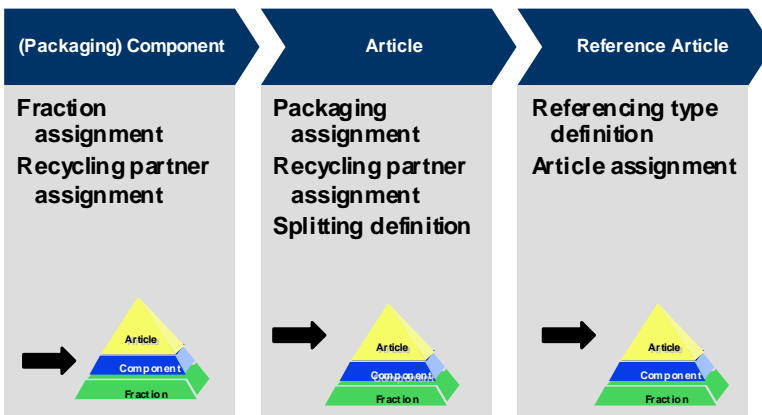 (Packaging) Component
Fraction
assignment
Recycling partner
assignment
Article
Component
Fraction
Article
Packaging
assignment
Recycling partner
assignment
Splitting definition
Article
Component
Fraction
Reference Article
Referencing type
definition
Article assignment
Article
Component
Fraction